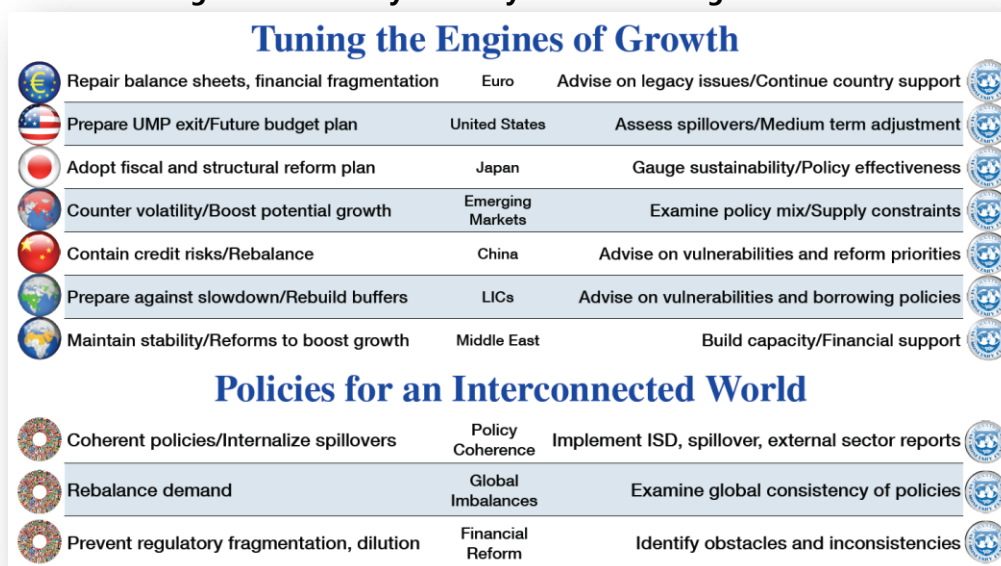 Tuning the Engines of Growth
Repair balance sheets, financial fragmentation Euro Advise on legacy issues/Continue country support
Prepare UMP exit/Future budget plan United States Assess spillovers/Medium term adjustment
Adopt fiscal and structural reform plan Japan Gauge sustainability/Policy effectiveness
Counter volatility/Boost potential growth Emerging Markets Examine policy mix/Supply constraints
Contain credit risks/Rebalance China Advise on vulnerabilities and reform priorities
Prepare against slowdown/Rebuild buffers LICs Advise on vulnerabilities and borrowing policies
Maintain stability/Reforms to boost growth Middle East Build capacity/Financial support
Policies for an Interconnected World
Coherent policies/Internalize spillovers Policy Coherence Implement ISD, spillover, external sector reports
Rebalance demand Global Imbalances Examine global consistency of policies
Prevent regulatory fragmentation, dilution Financial Reform Identify obstacles and inconsistencies